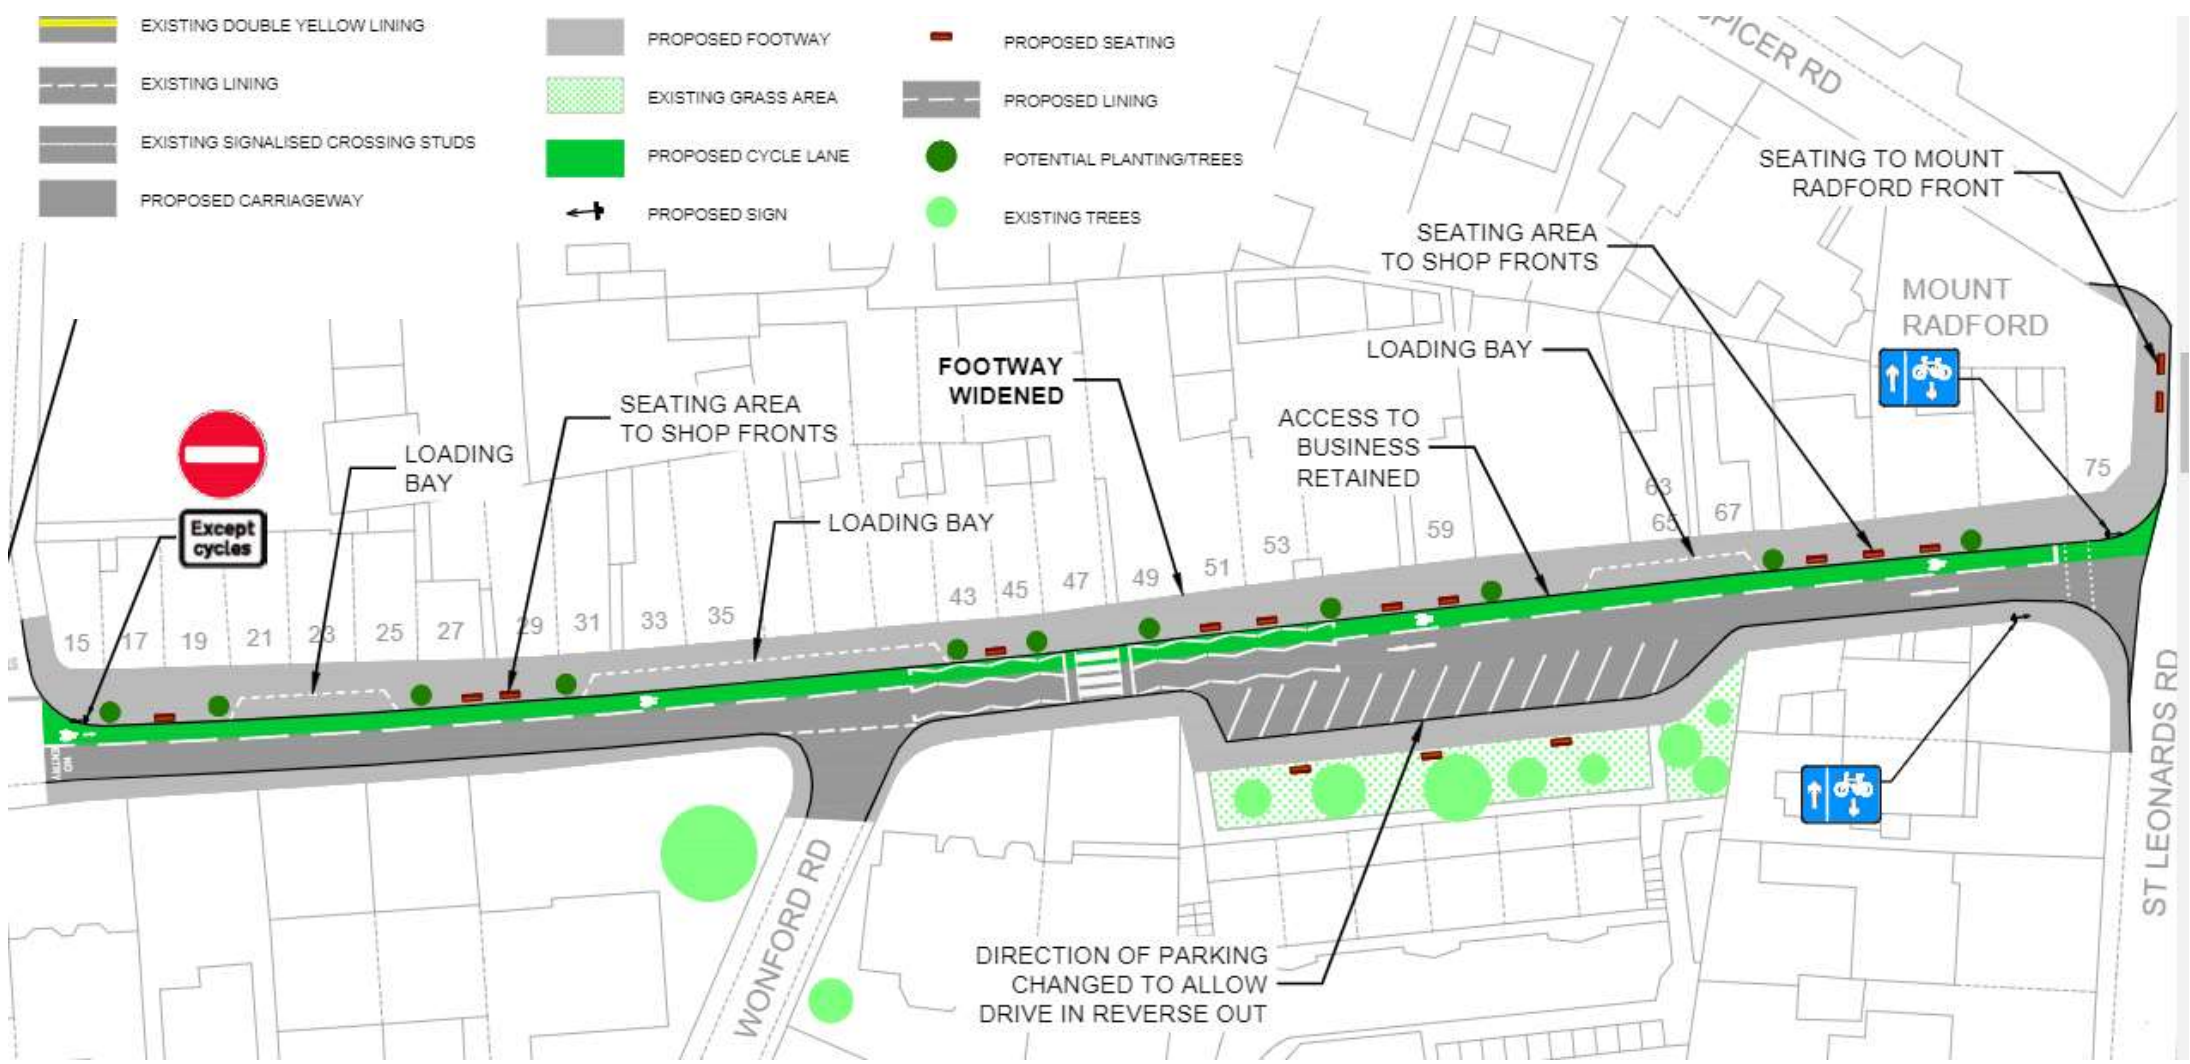 EXISTING DOUBLE YELLOW LINING
EXISTING LINING
EXISTING SIGNALISED CROSSING STUDS
PROPOSED CARRIAGEWAY
PROPOSED FOOTWAY
EXISTING GRASS AREA
PROPOSED CYCLE LANE
PROPOSED SIGN
PROPOSED SEATING
PROPOSED LINING
POTENTIAL PLANTING/TREES
EXISTING TREES
SPICER RD
SEATING TO MOUNT
RADFORD FRONT
SEATING AREA
TO SHOP FRONTS
MOUNT
RADFORD
LOADING BAY
FOOTWAY
WIDENED
ACCESS TO
BUSINESS
RETAINED
SEATING AREA
TO SHOP FRONTS
LOADING
BAY
LOADING BAY
Except
cycles
15
17
19
21
23
25
27
29
31
33
35
43
45
47
49
51
53
59
63
65
67
75
NO
ENTRY
WONFORD RD
ST LEONARDS RD
DIRECTION OF PARKING
CHANGED TO ALLOW
DRIVE IN REVERSE OUT